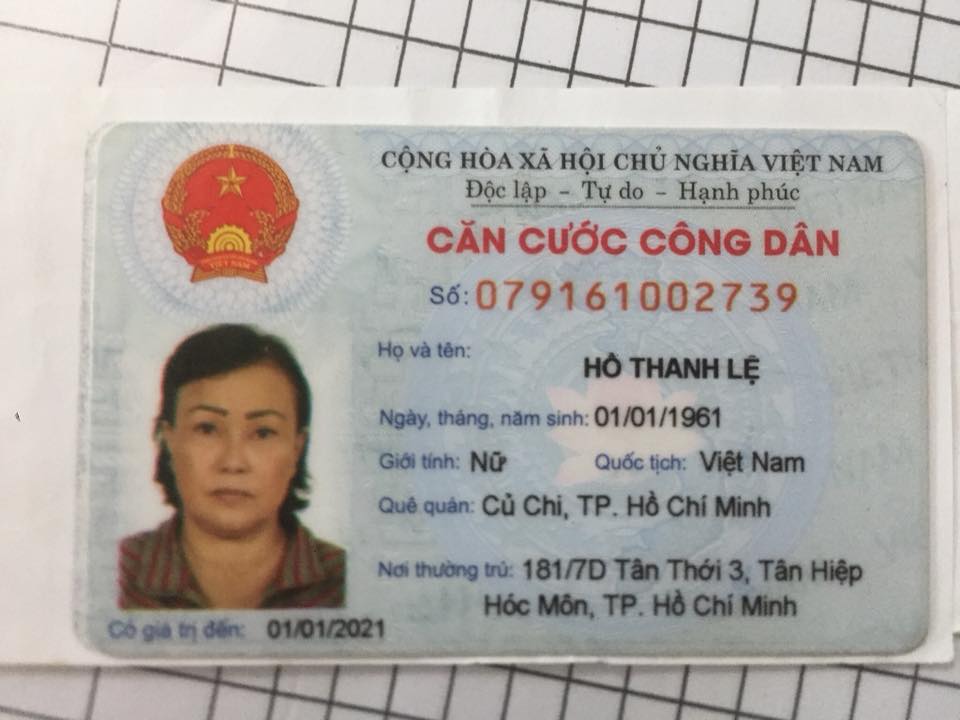 CỘNG HÒA XÃ HỘI CHỦ NGHĨA VIỆT NAM
Độc lập - Tự do - Hạnh phúc
CĂN CƯỚC CÔNG DÂN
Số: 079161002739
Họ và tên: HỒ THANH LỆ
Ngày, tháng, năm sinh: 01/01/1961
Giới tính: Nữ Quốc tịch: Việt Nam
Quê quán: Củ Chi, TP. Hồ Chí Minh
Nơi thường trú: 181/7D Tân Thới 3, Tân Hiệp
Hóc Môn, TP. Hồ Chí Minh
Có giá trị đến: 01/01/2021